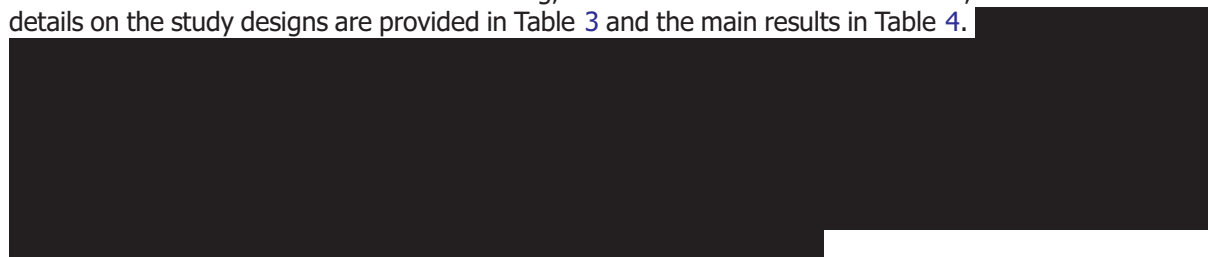 details on the study designs are provided in Table 3 and the main results in Table 4.